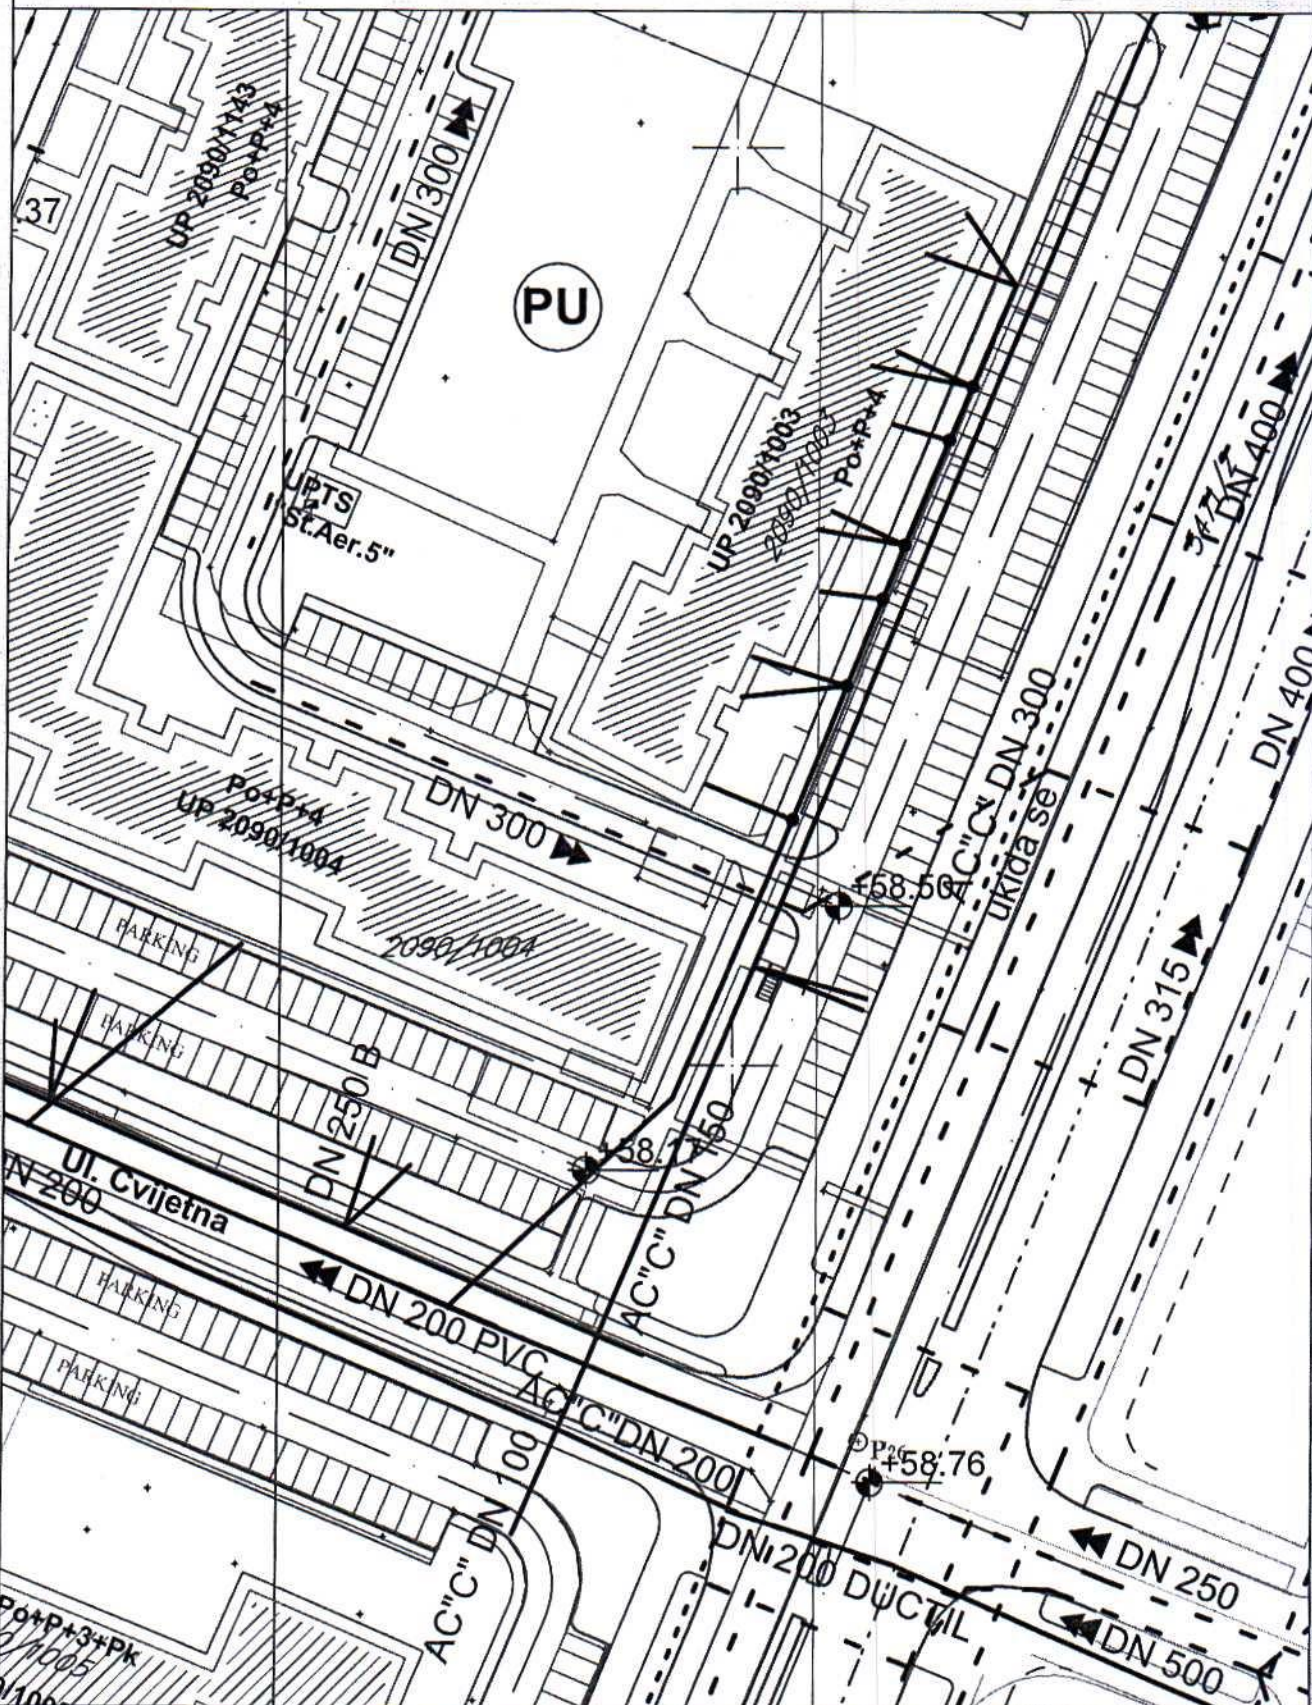 UP 2090/1143
Po+P+4
DN 300
37
PU
UP 2090/1003
2090/1003
Po+P+4
DN 400
UPTS
"St.Aer.5"
DN 400
AC"C" DN 300
ukida se
Po+P+4
UP 2090/1004
DN 300
+58.50
2090/1004
PARKING
PARKING
DN 315
DN 250 B
AC"C" DN 150
Ul. Cvijetna
DN 200
PARKING
PARKING
DN 200 PVC
AC"C"DN 200
AC"C" DN 100
+58.76
DN 200 DUCTIL
DN 250
DN 500
Po+P+3+Pk